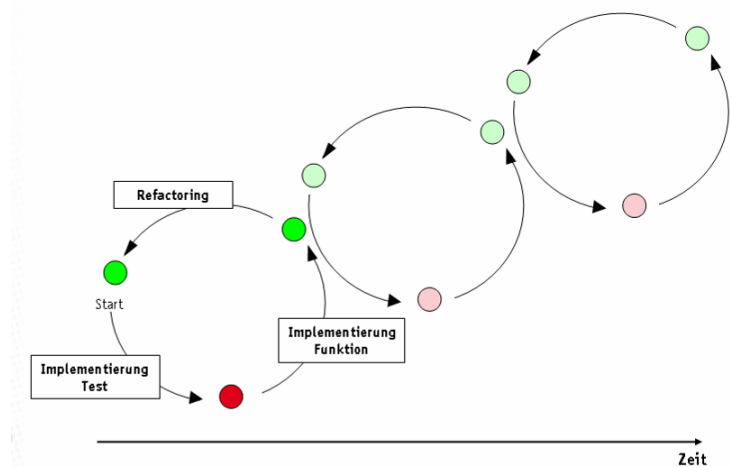 Refactoring
Start
Implementierung
Funktion
Implementierung
Test
Zeit